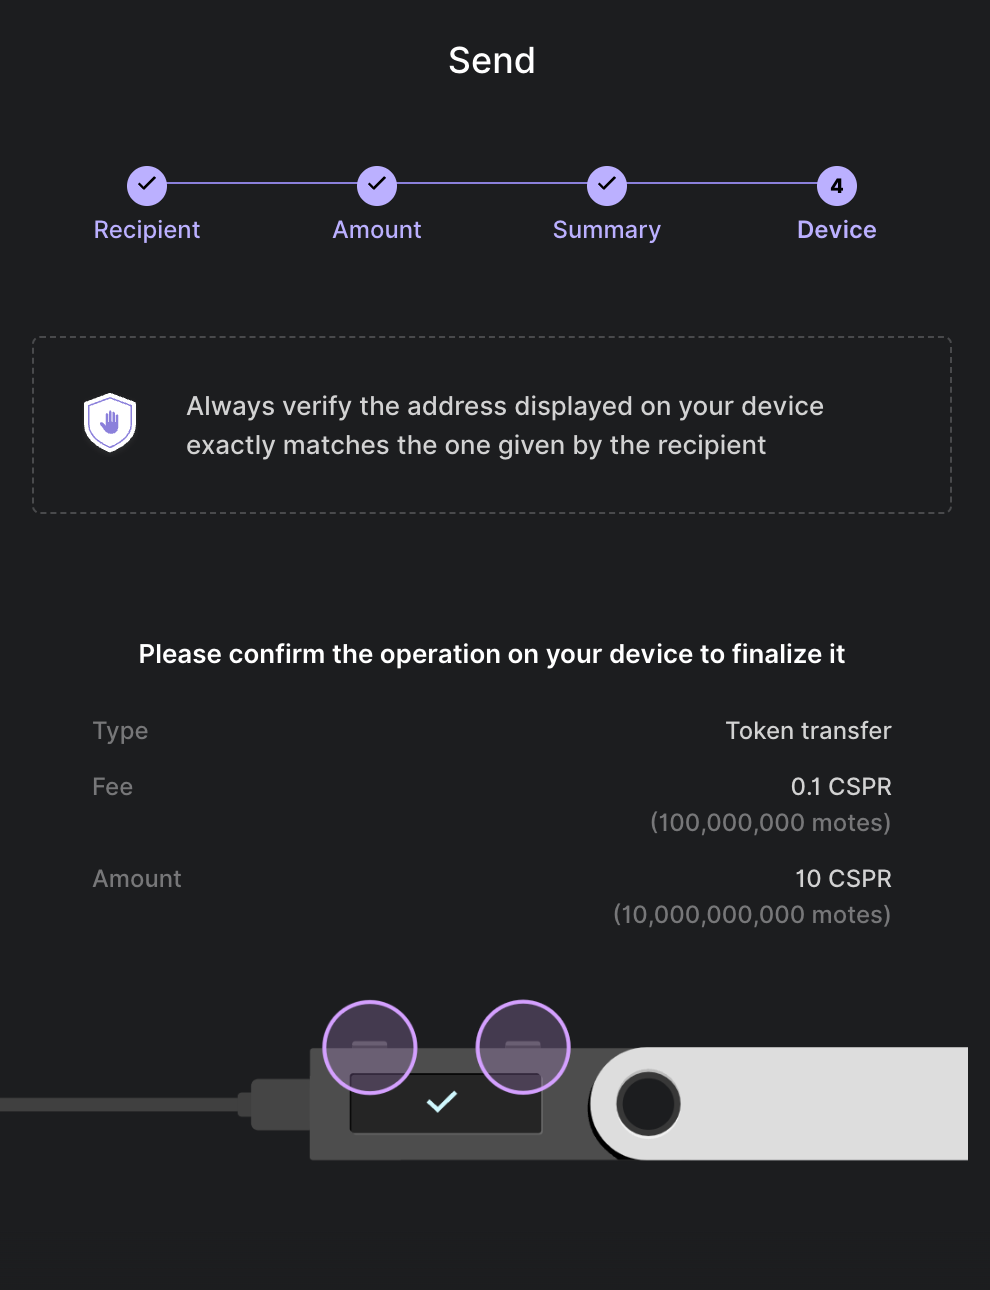 Send
4
Recipient
Amount
Summary
Device
Always verify the address displayed on your device
exactly matches the one given by the recipient
Please confirm the operation on your device to finalize it
Type
Token transfer
Fee
0.1 CSPR
(100,000,000 motes)
Amount
10 CSPR
(10,000,000,000 motes)